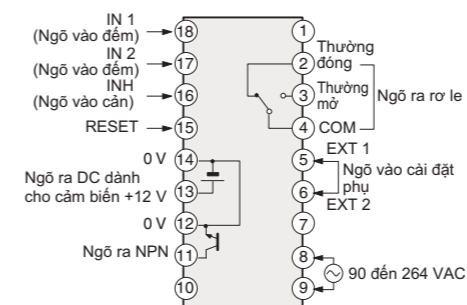 IN 1
(Ngõ vào đếm)
IN 2
(Ngõ vào đếm)
INH
(Ngõ vào cản)
RESET
0 V
Ngõ ra DC dành
cho cảm biến +12 V
0 V
Ngõ ra NPN
18
17
16
15
14
13
12
11
10
1
2
3
4
5
6
7
8
9
Thường
đóng
Thường
mở
COM
Ngõ ra rơ le
EXT 1
Ngõ vào cài đặt
phụ
EXT 2
90 đến 264 VAC